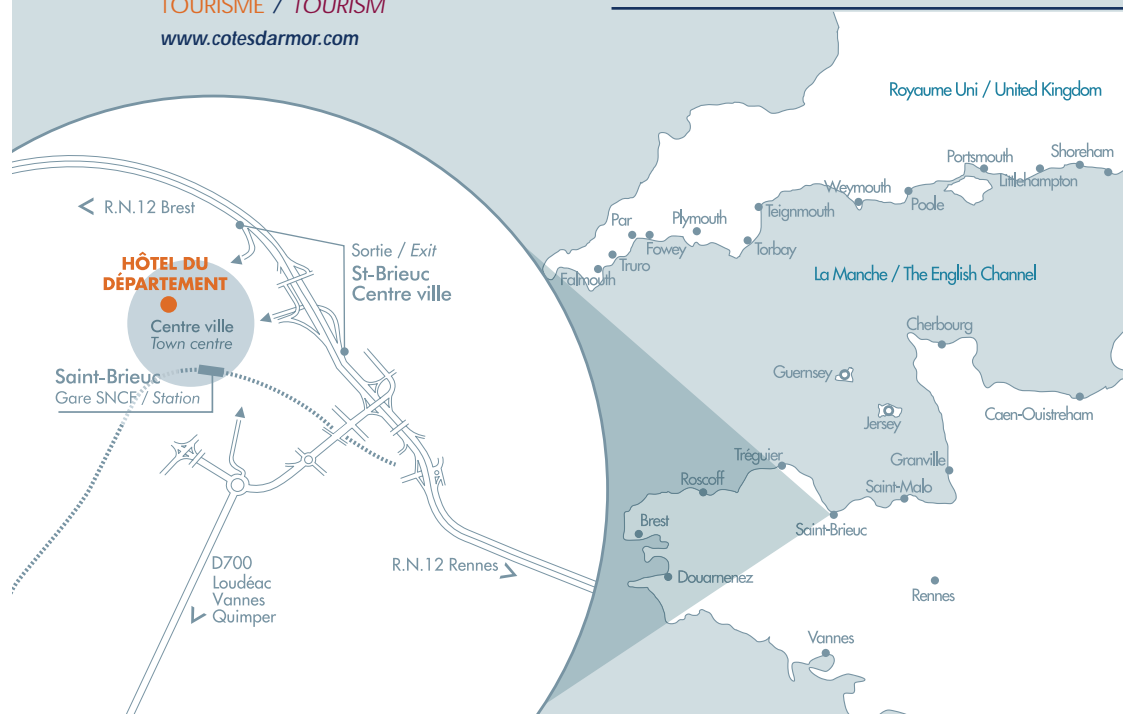 TOURISME / TOURISM
www.cotesdarmor.com
< R.N.12 Brest
Sortie / Exit
St-Brieuc
Centre ville
HÔTEL DU
DÉPARTEMENT
Centre ville
Town centre
Saint-Brieuc
Gare SNCF / Station
D700
Loudéac
Vannes
Quimper
R.N.12 Rennes >
Royaume Uni / United Kingdom
Portsmouth
Shoreham
Littlehampton
Weymouth
Poole
Teignmouth
Plymouth
Par
Fowey
Torbay
Truro
Falmouth
La Manche / The English Channel
Cherbourg
Guernsey
Jersey
Caen-Ouistreham
Granville
Tréguier
Roscoff
Saint-Malo
Brest
Saint-Brieuc
Douarnenez
Rennes
Vannes